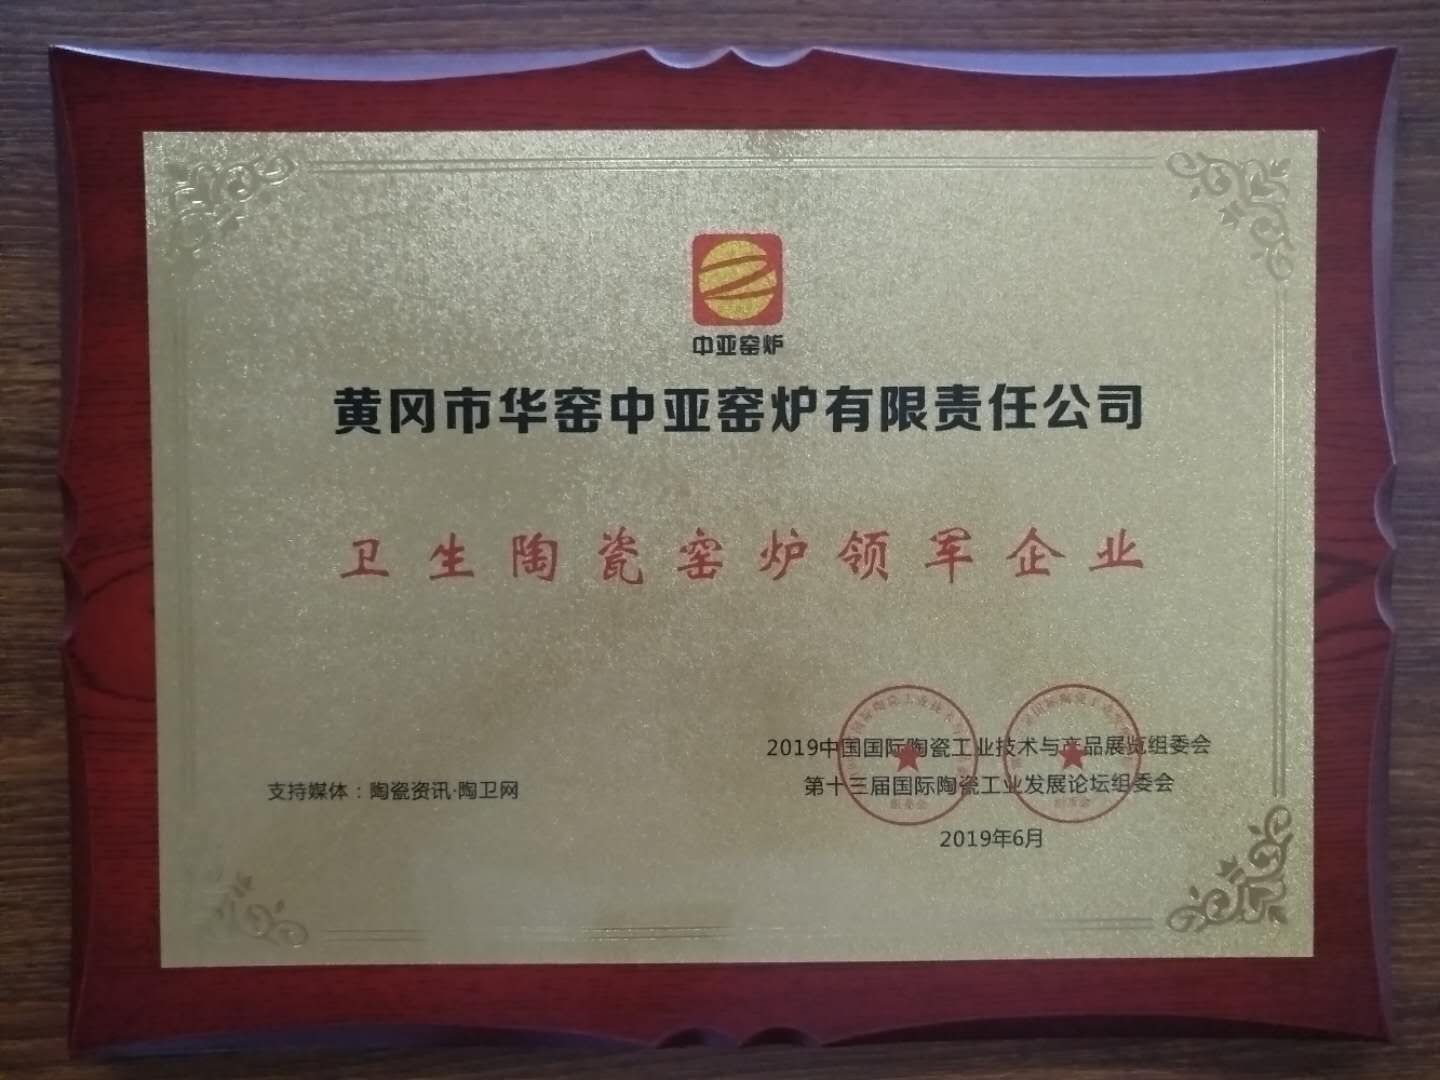 中亚窑炉
黄冈市华窑中亚窑炉有限责任公司
卫生陶瓷窑炉领军企业
2019中国国际陶瓷工业技术与产品展览组委会
第十三届国际陶瓷工业发展论坛组委会
支持媒体：陶瓷资讯·陶卫网
2019年6月